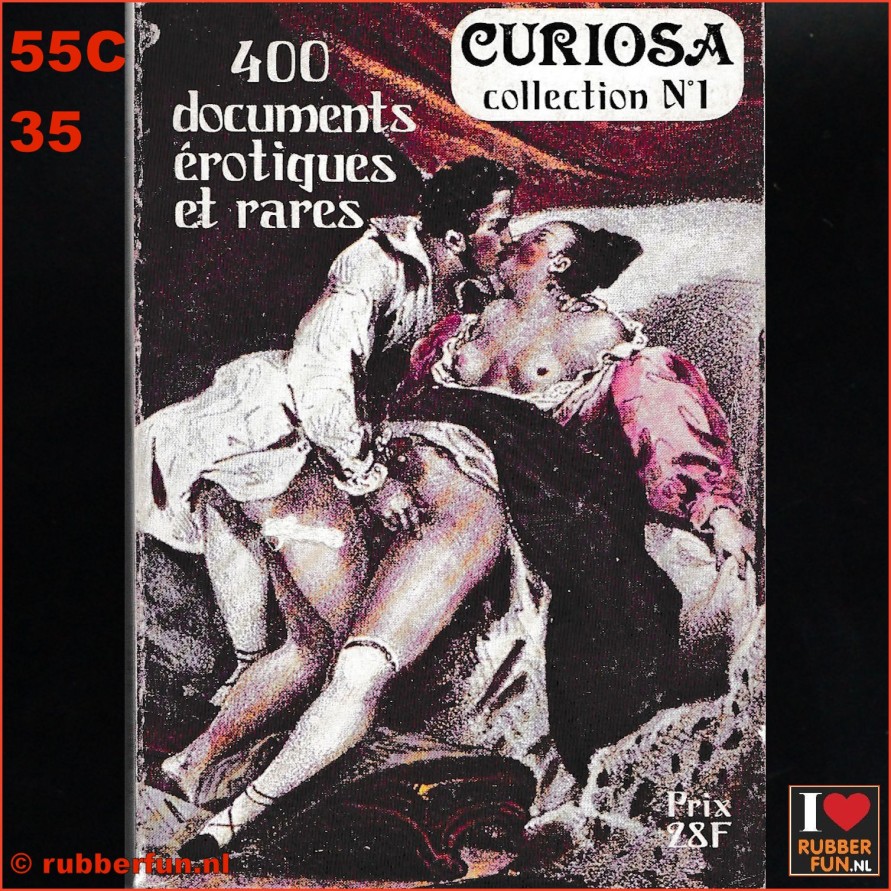 55C
35
400
documents
érotiques
et rares
CURIOSA
collection N°1
Prix
28F
© rubberfun.nl
I
RUBBER
FUN.NL